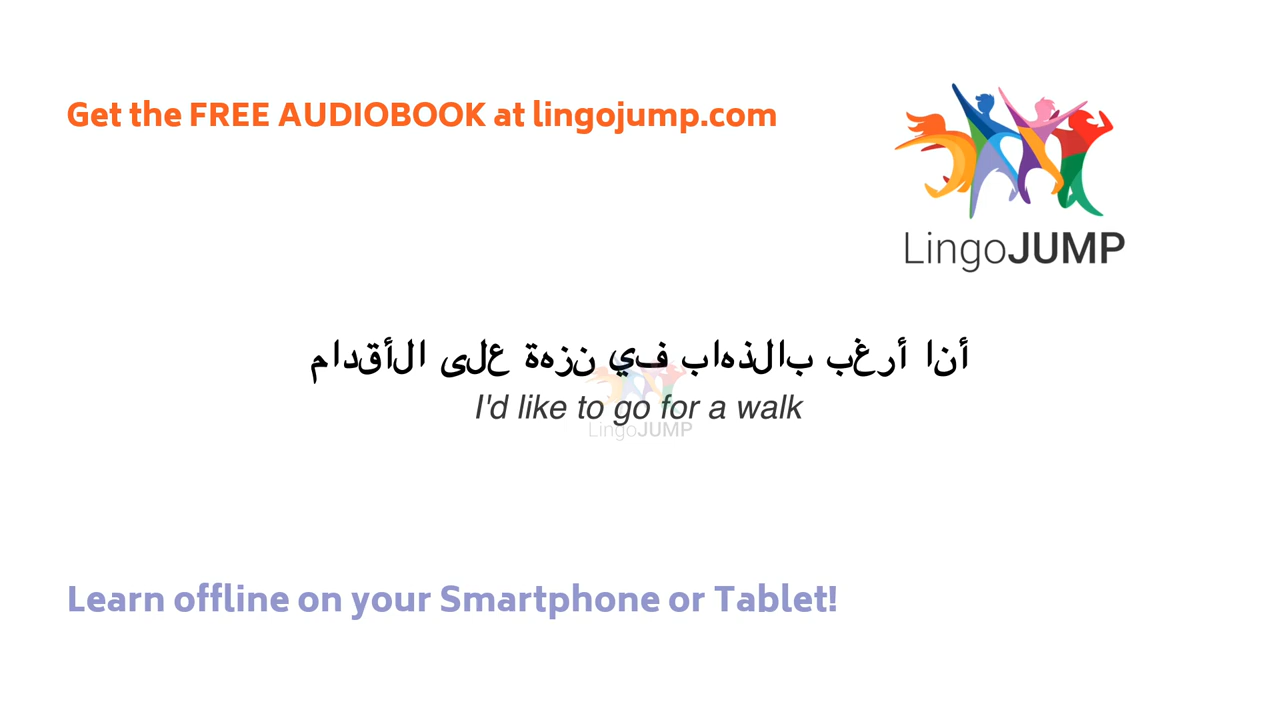 Get the FREE AUDIOBOOK at lingojump.com
LingoJUMP
أنا أرغب بالذهاب في نزهة على الأقدام
I'd like to go for a walk
LingoJUMP
Learn offline on your Smartphone or Tablet!